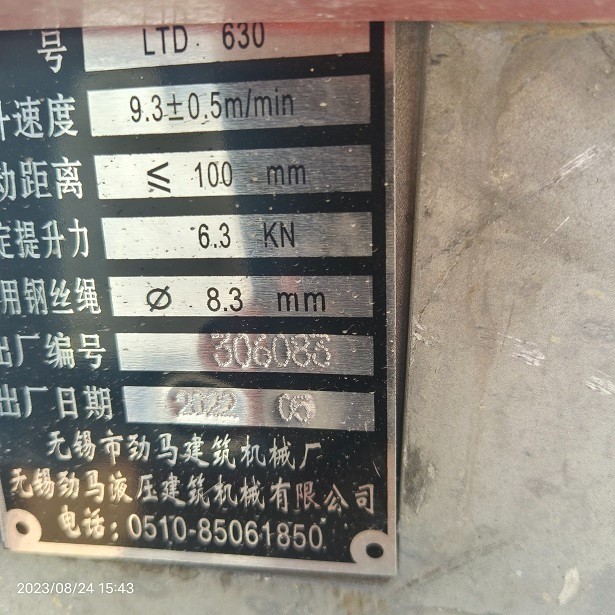 号 LTD 630
升速度 9.3±0.5m/min
动距离 ≤ 100 mm
定提升力 6.3 KN
用钢丝绳 Ø 8.3 mm
出厂编号 306083
出厂日期 2022 06
无锡市劲马建筑机械厂
无锡劲马液压建筑机械有限公司
电话:0510-85061850
2023/08/24 15:43